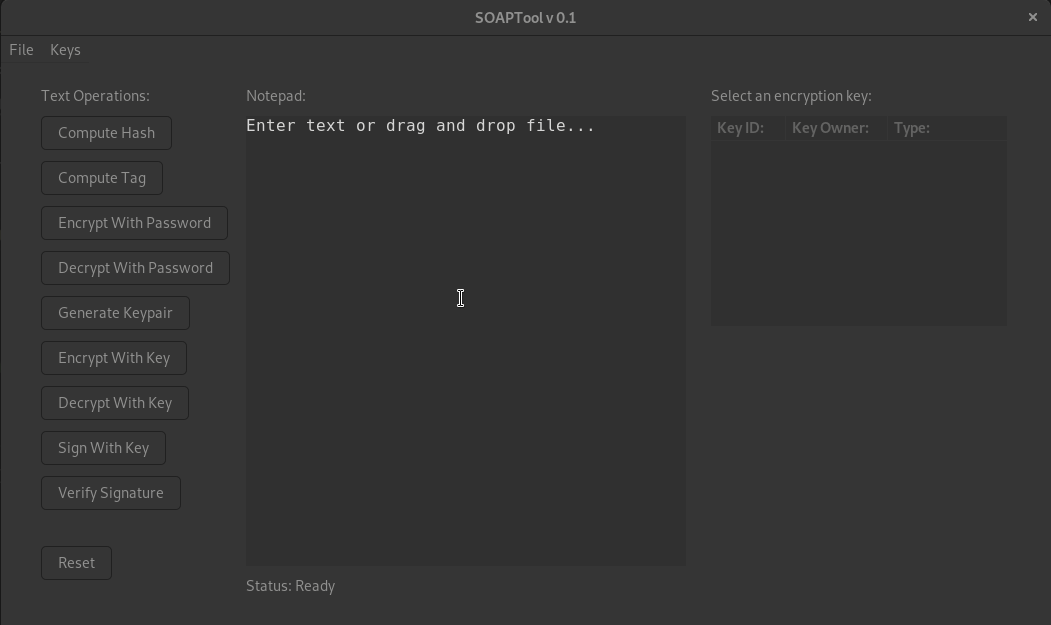 SOAPTool v 0.1
File Keys
Text Operations:
Compute Hash
Compute Tag
Encrypt With Password
Decrypt With Password
Generate Keypair
Encrypt With Key
Decrypt With Key
Sign With Key
Verify Signature
Reset
Notepad:
Enter text or drag and drop file...
Status: Ready
Select an encryption key:
Key ID: Key Owner: Type: